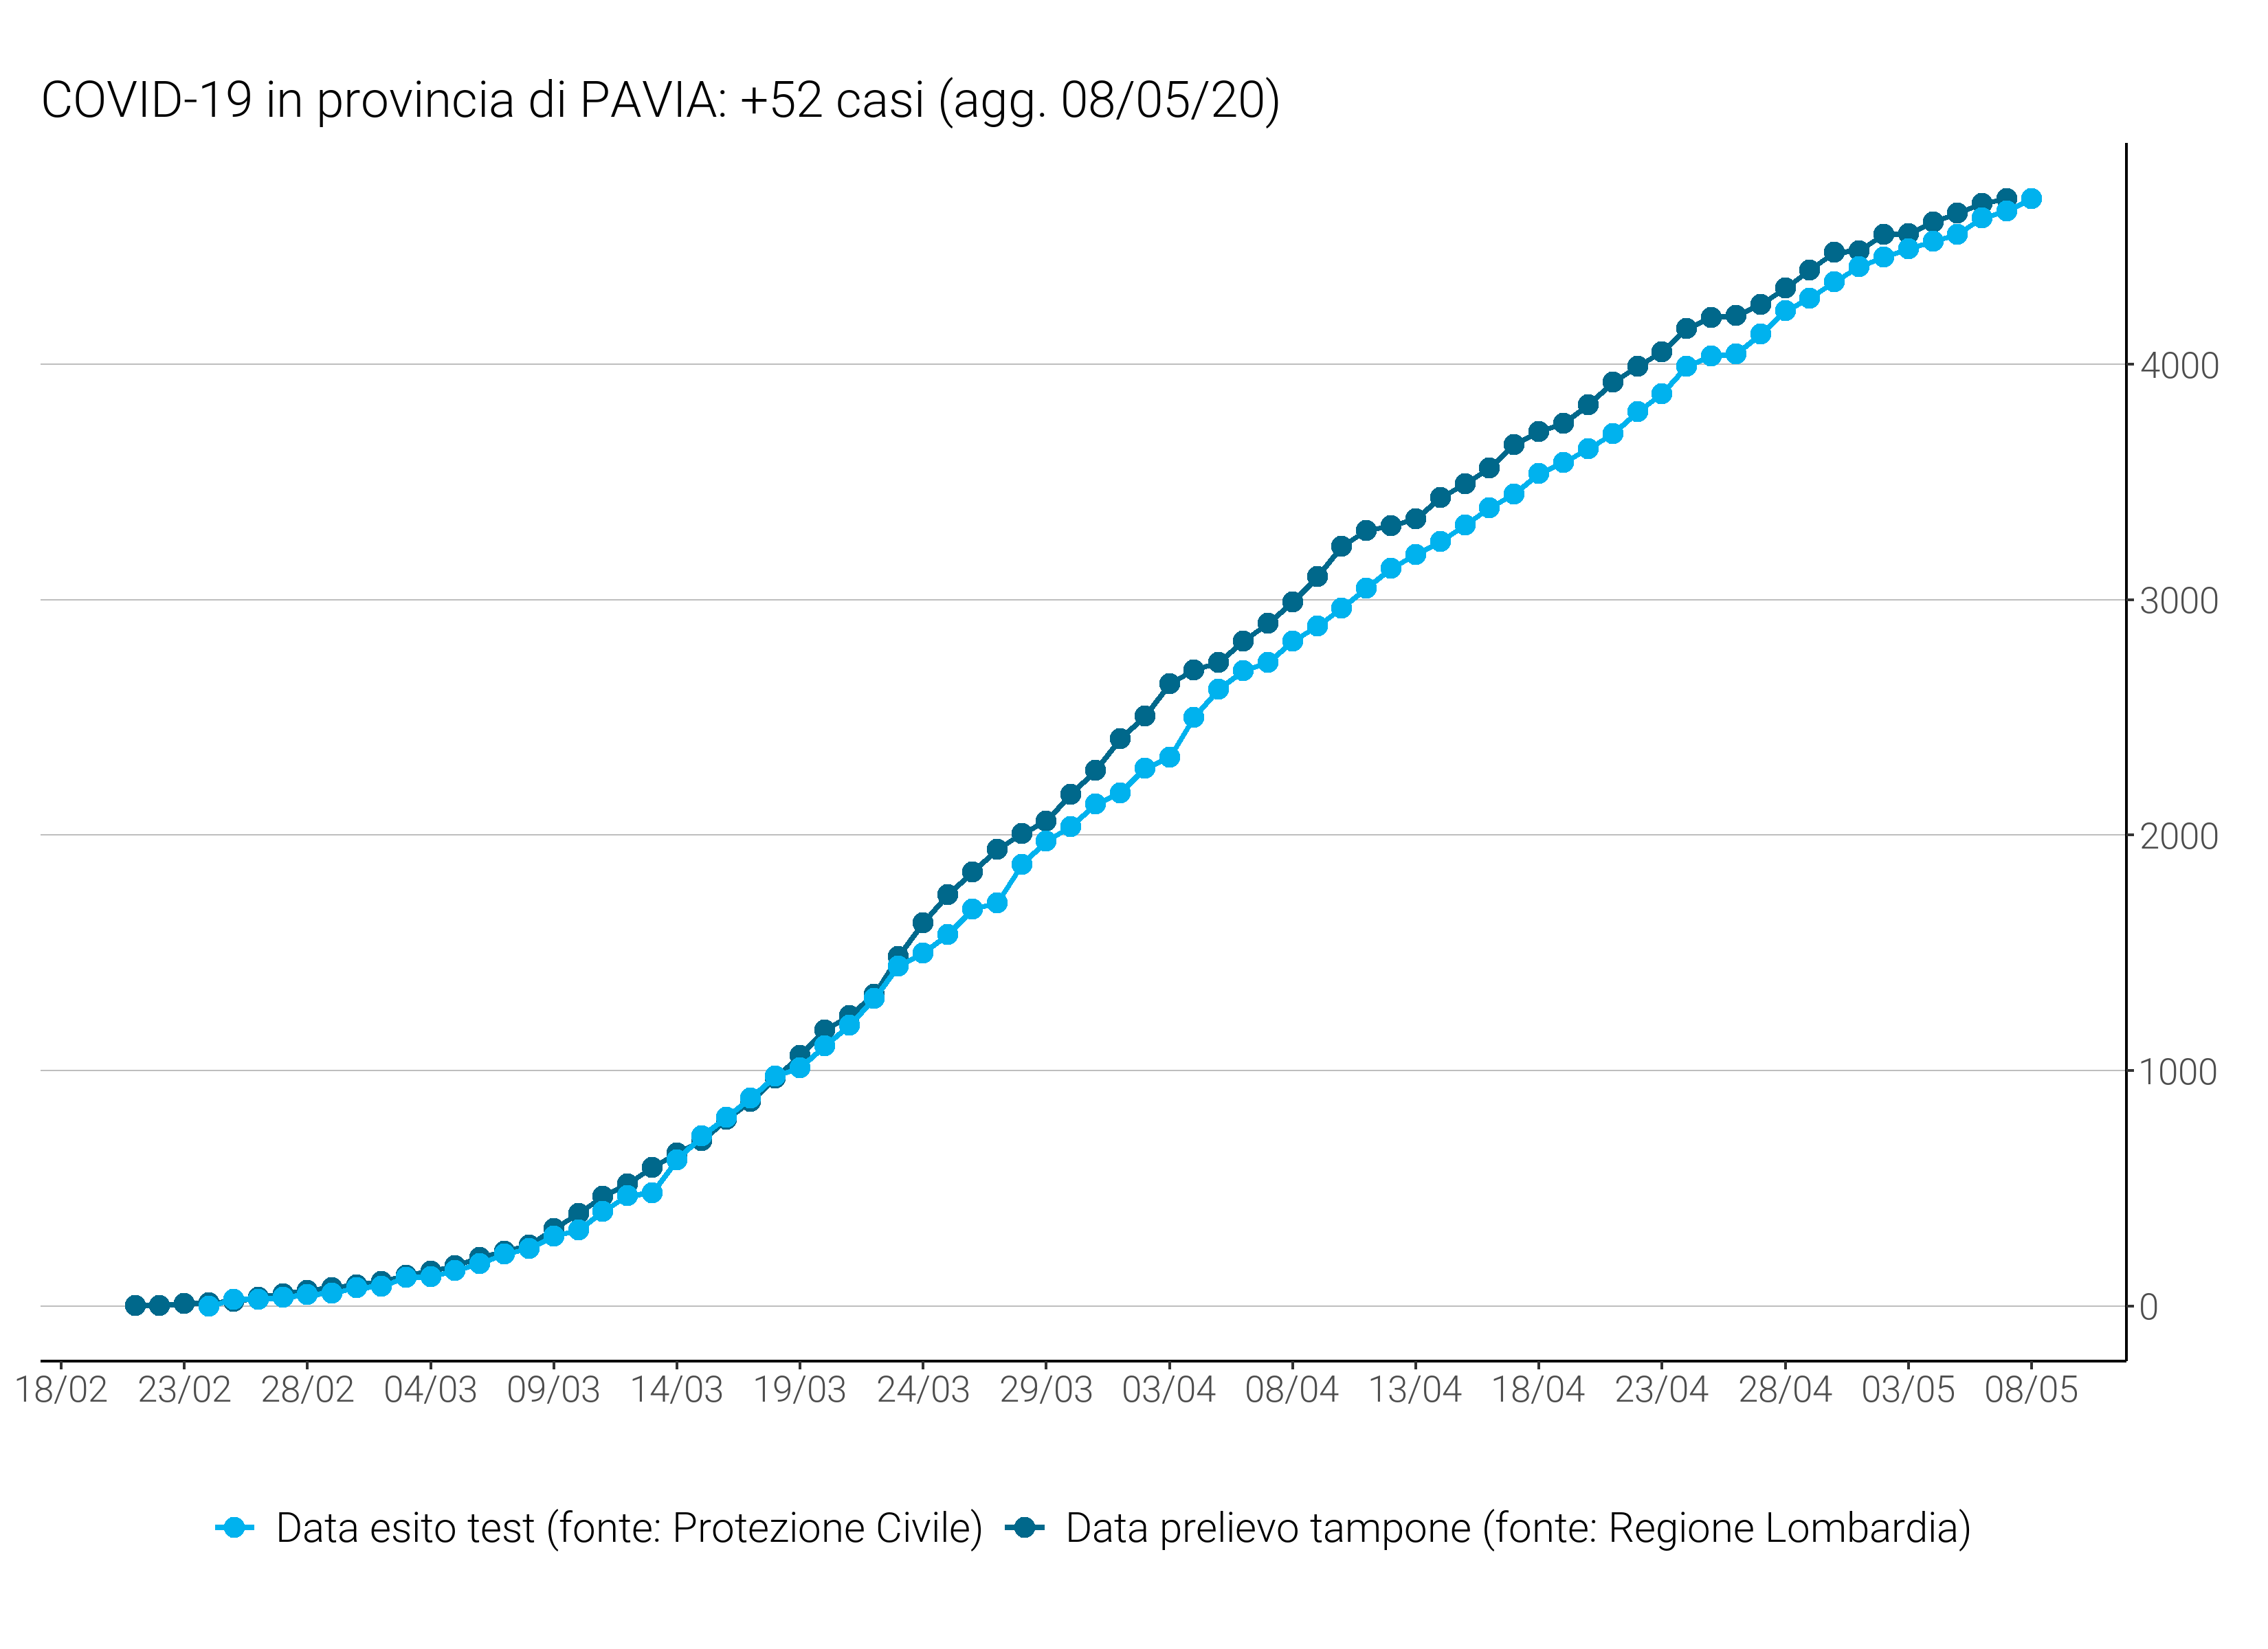 COVID-19 in provincia di PAVIA: +52 casi (agg. 08/05/20)
4000
3000
2000
1000
0
18/02 23/02 28/02 04/03 09/03 14/03 19/03 24/03 29/03 03/04 08/04 13/04 18/04 23/04 28/04 03/05 08/05
Data esito test (fonte: Protezione Civile) Data prelievo tampone (fonte: Regione Lombardia)